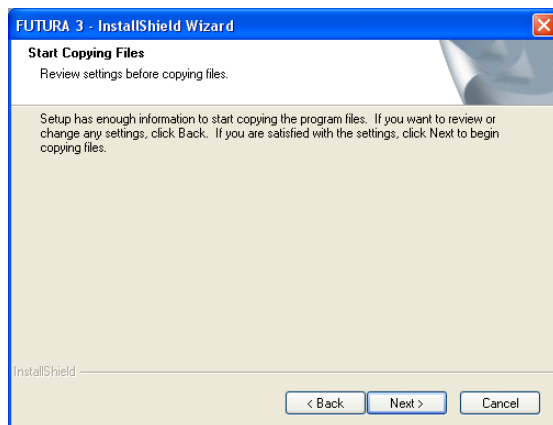 FUTURA 3 - InstallShield Wizard
Start Copying Files
Review settings before copying files.
Setup has enough information to start copying the program files. If you want to review or
change any settings, click Back. If you are satisfied with the settings, click Next to begin
copying files.
InstallShield
< Back Next > Cancel